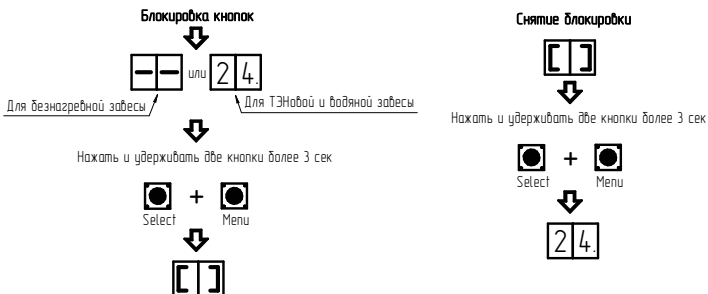 Блокировка кнопок
-- или 24.
Для безнагревной завесы
Для ТЭНовой и водяной завесы
Нажать и удерживать две кнопки более 3 сек
Select + Menu
[]
Снятие блокировки
[]
Нажать и удерживать две кнопки более 3 сек
Select + Menu
24.